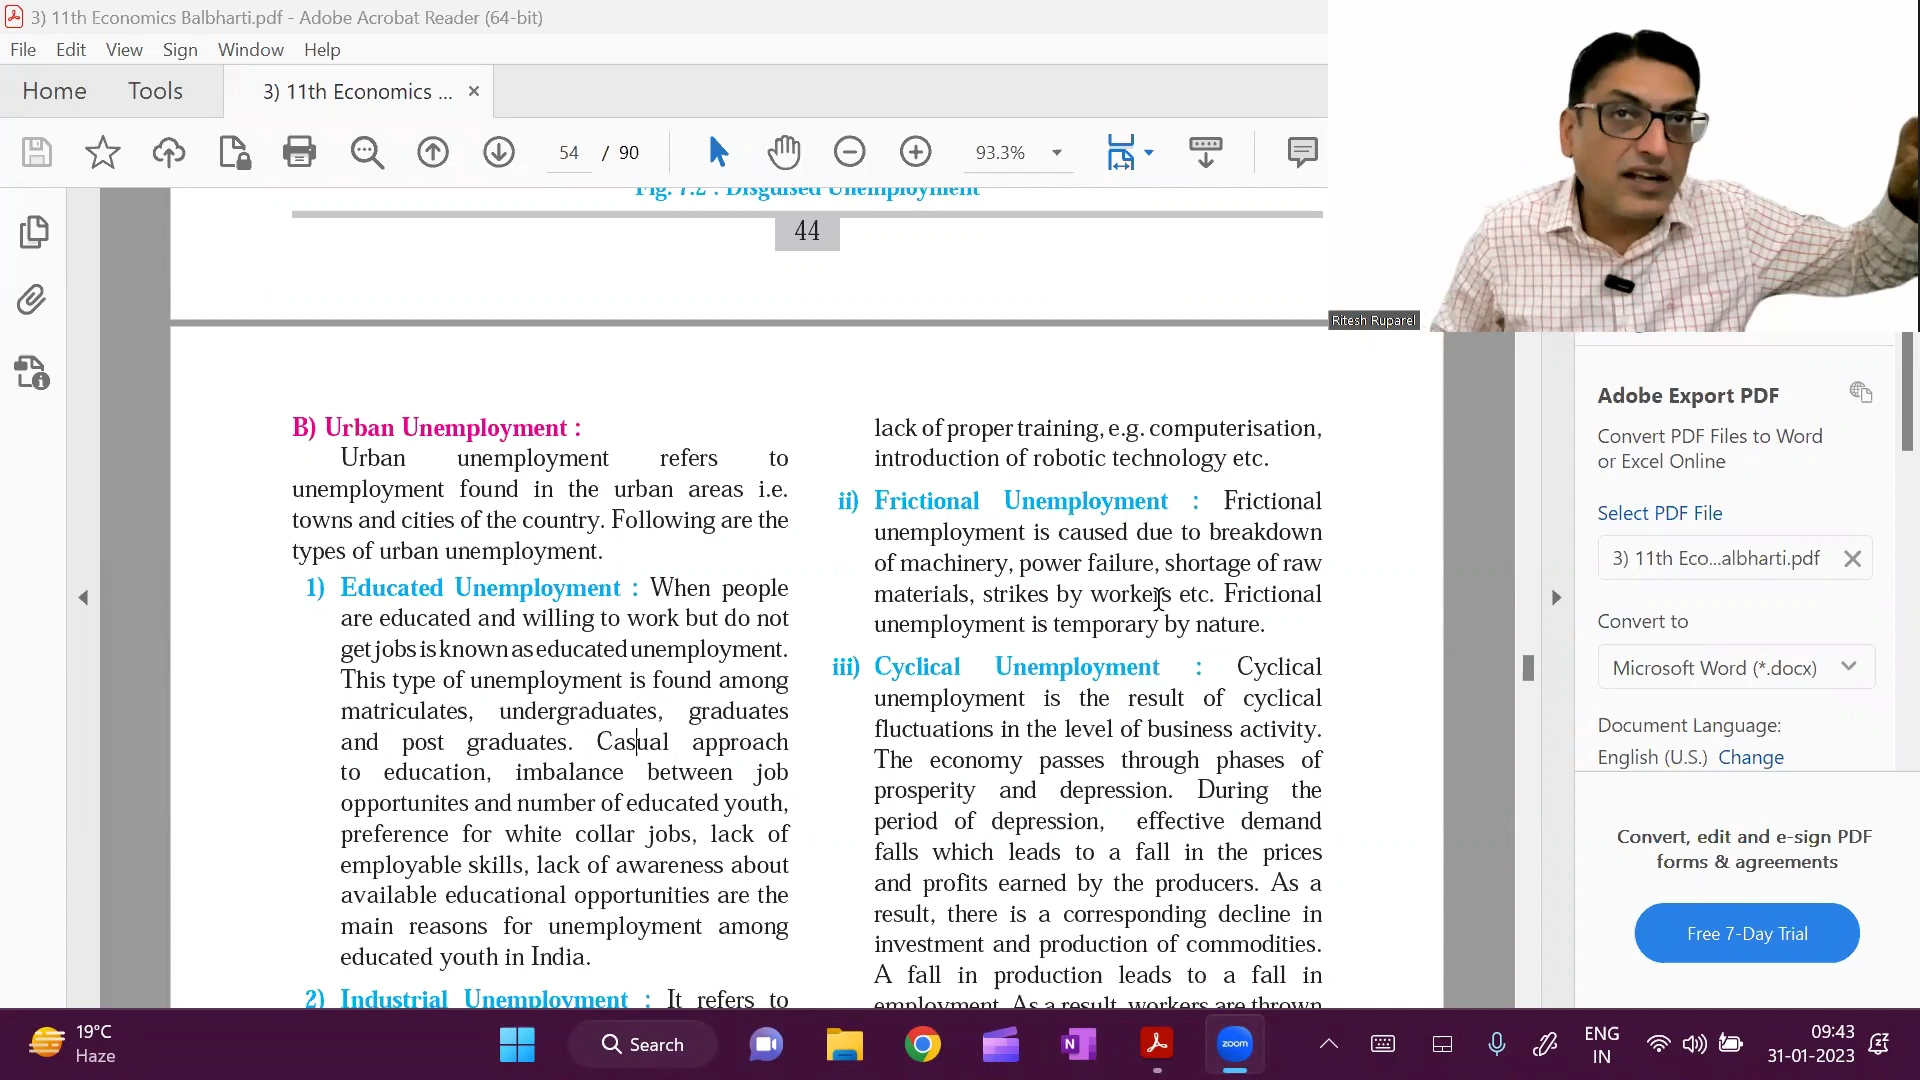 3) 11th Economics Balbharti.pdf - Adobe Acrobat Reader (64-bit)
File Edit View Sign Window Help
Home Tools 3) 11th Economics ... ×
54 / 90 93.3%
Fig. 7.2 : Disguised Unemployment
44
Ritesh Ruparel
B) Urban Unemployment :
Urban unemployment refers to
unemployment found in the urban areas i.e.
towns and cities of the country. Following are the
types of urban unemployment.
1) Educated Unemployment : When people
are educated and willing to work but do not
get jobs is known as educated unemployment.
This type of unemployment is found among
matriculates, undergraduates, graduates
and post graduates. Casual approach
to education, imbalance between job
opportunites and number of educated youth,
preference for white collar jobs, lack of
employable skills, lack of awareness about
available educational opportunities are the
main reasons for unemployment among
educated youth in India.
2) Industrial Unemployment : It refers to
lack of proper training, e.g. computerisation,
introduction of robotic technology etc.
ii) Frictional Unemployment : Frictional
unemployment is caused due to breakdown
of machinery, power failure, shortage of raw
materials, strikes by workers etc. Frictional
unemployment is temporary by nature.
iii) Cyclical Unemployment : Cyclical
unemployment is the result of cyclical
fluctuations in the level of business activity.
The economy passes through phases of
prosperity and depression. During the
period of depression, effective demand
falls which leads to a fall in the prices
and profits earned by the producers. As a
result, there is a corresponding decline in
investment and production of commodities.
A fall in production leads to a fall in
employment. As a result, workers are thrown
Adobe Export PDF
Convert PDF Files to Word
or Excel Online
Select PDF File
3) 11th Eco...albharti.pdf
Convert to
Microsoft Word (*.docx)
Document Language:
English (U.S.) Change
Convert, edit and e-sign PDF
forms & agreements
Free 7-Day Trial
19°C
Haze
Search
N
zoom
ENG
IN
09:43
31-01-2023